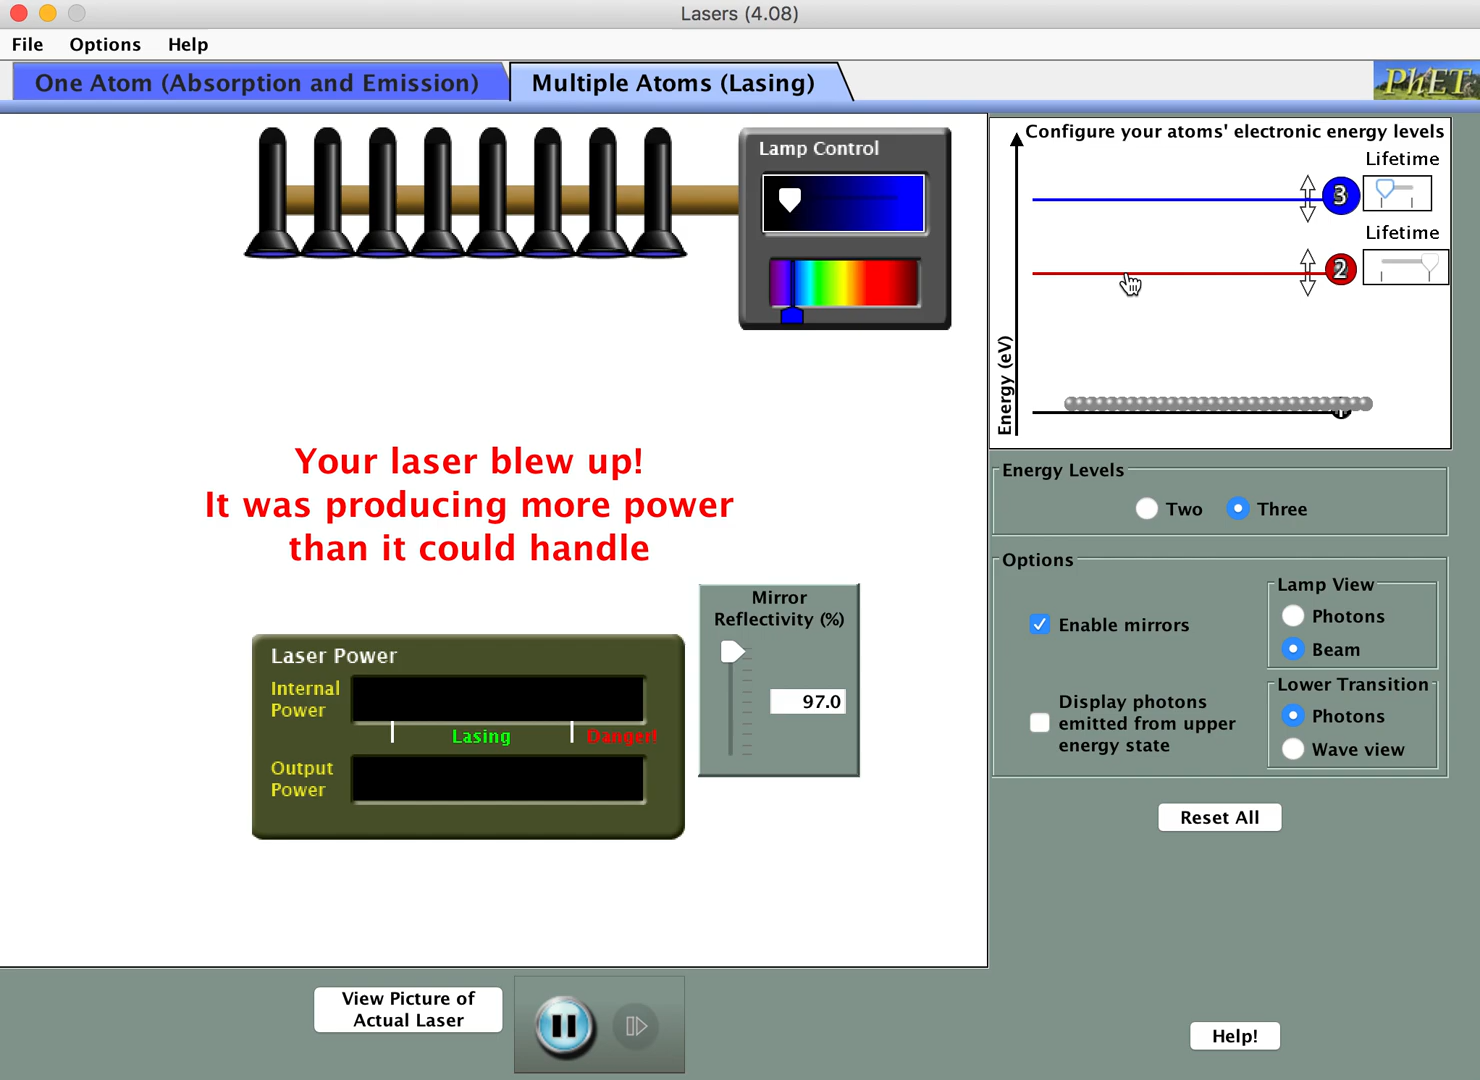 Lasers (4.08)
File Options Help
One Atom (Absorption and Emission)
Multiple Atoms (Lasing)
PhET
Lamp Control
Configure your atoms' electronic energy levels
Lifetime
3
Lifetime
2
Energy (eV)
Your laser blew up!
It was producing more power
than it could handle
Mirror
Reflectivity (%)
97.0
Laser Power
Internal
Power
Lasing
Danger!
Output
Power
Energy Levels
Two
Three
Options
Enable mirrors
Display photons
emitted from upper
energy state
Lamp View
Photons
Beam
Lower Transition
Photons
Wave view
Reset All
View Picture of
Actual Laser
Help!